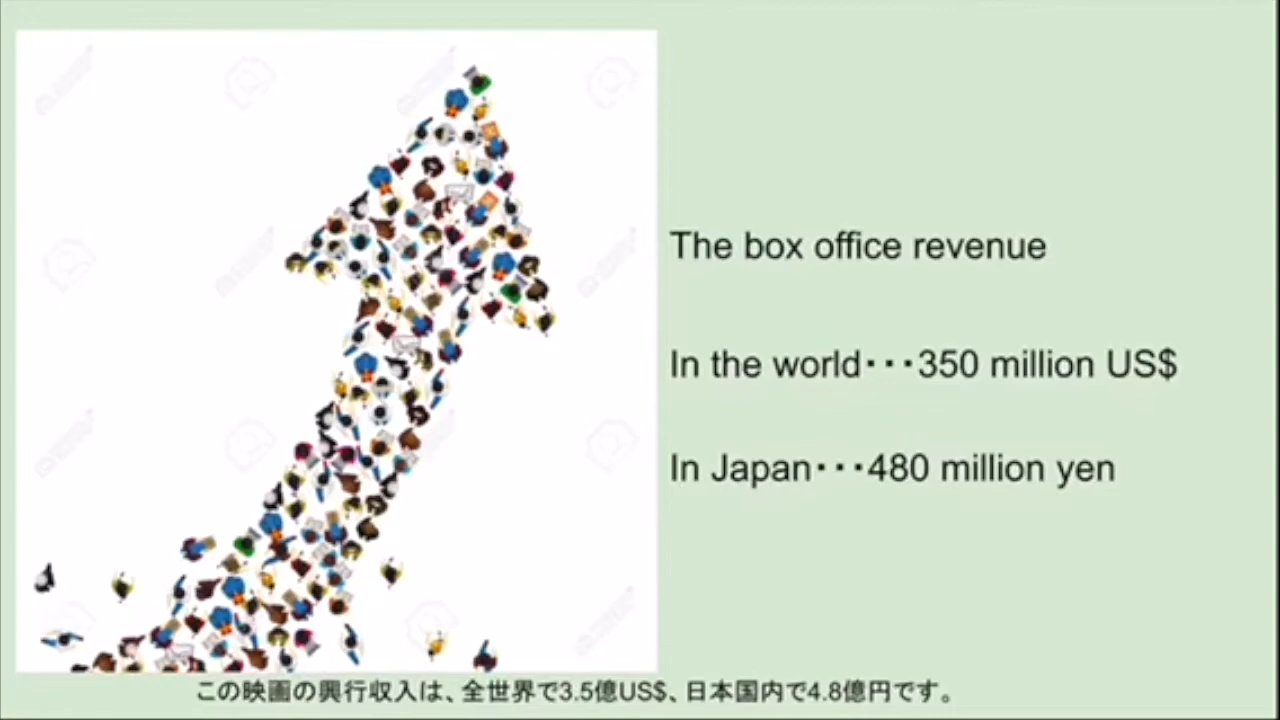 The box office revenue
In the world･･･350 million US$
In Japan･･･480 million yen
この映画の興行収入は、全世界で3.5億US$、日本国内で4.8億円です。